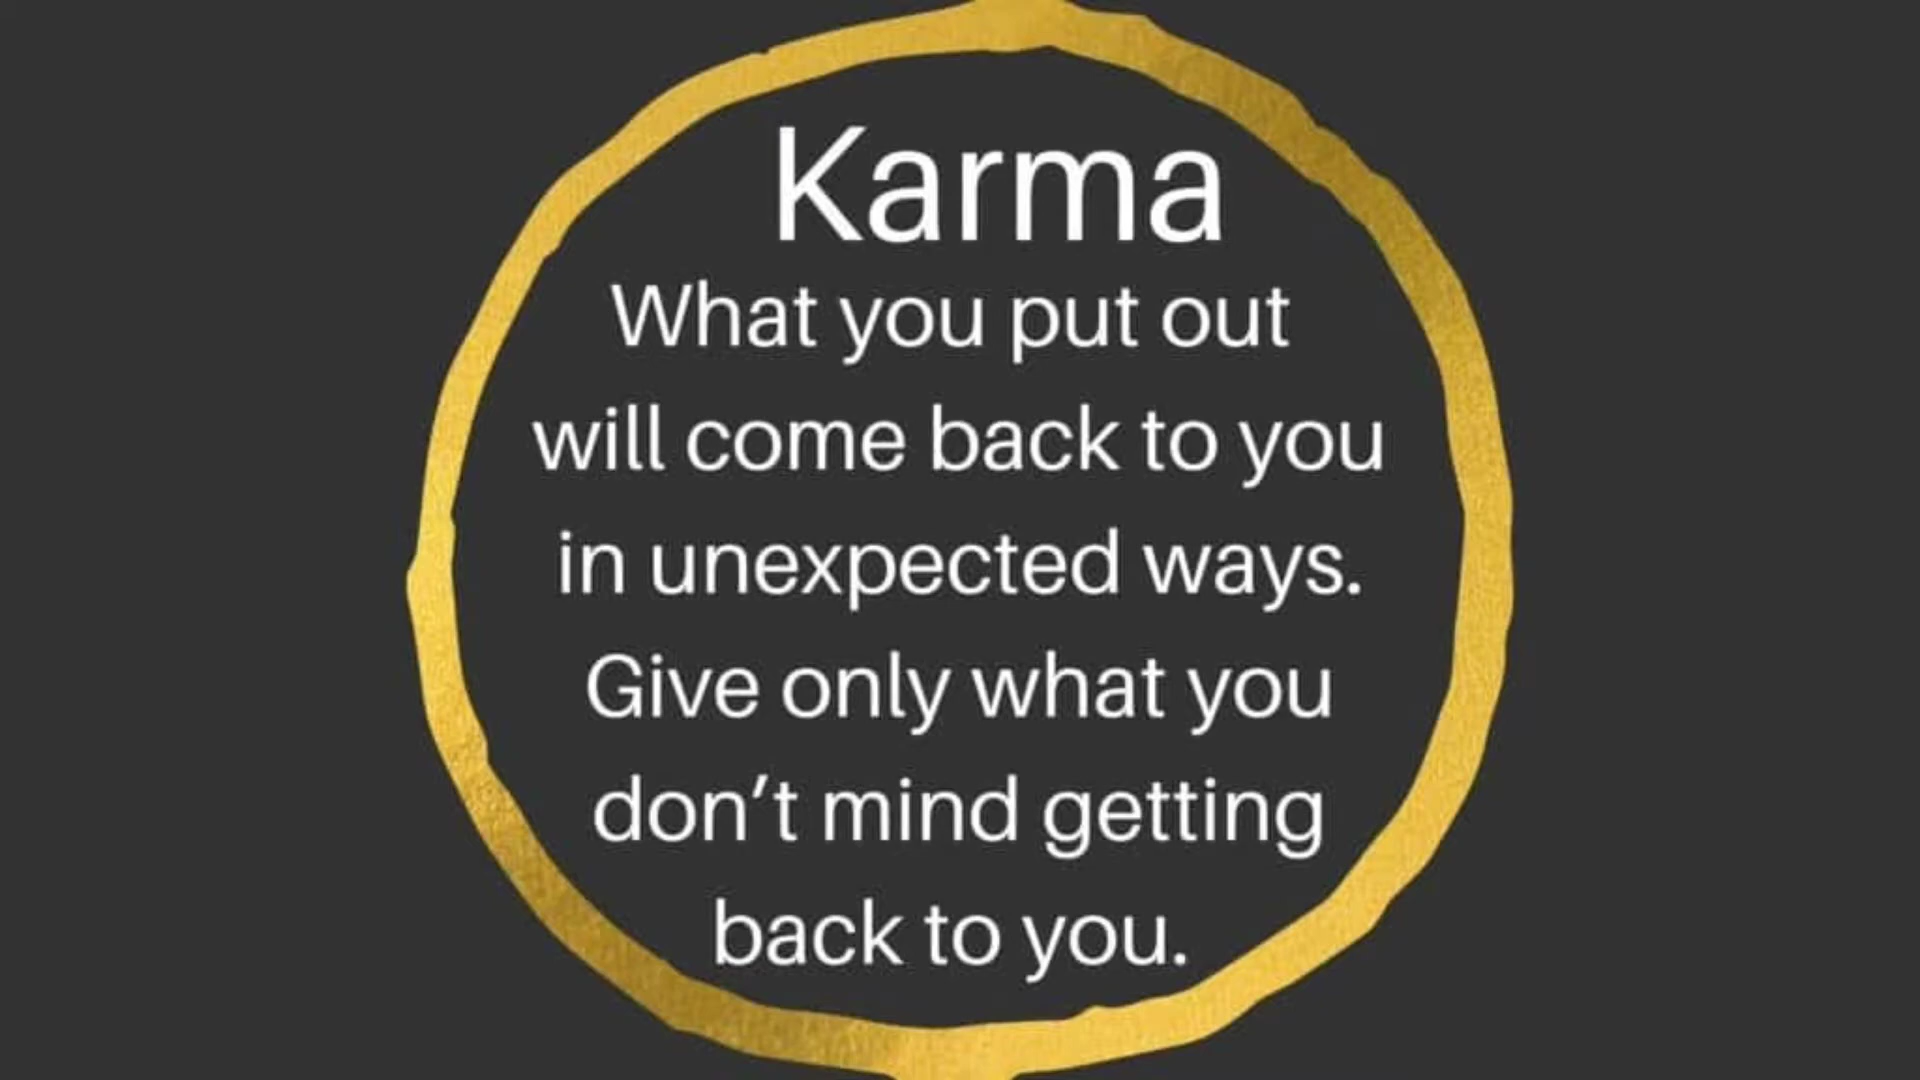 Karma
What you put out
will come back to you
in unexpected ways.
Give only what you
don’t mind getting
back to you.